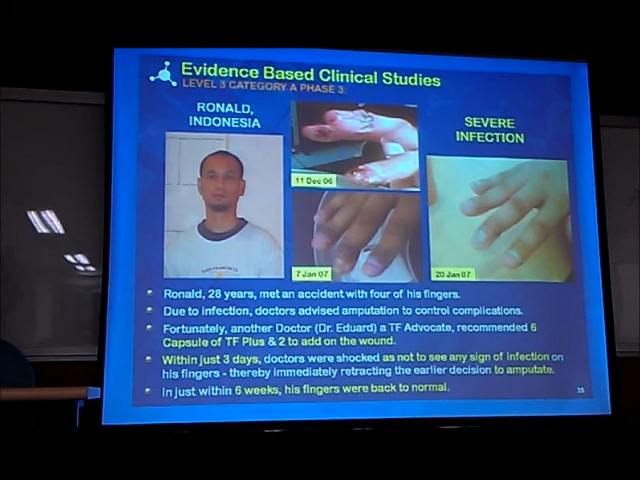 Evidence Based Clinical Studies
LEVEL 3 CATEGORY A PHASE 3:
RONALD,
INDONESIA
11 Dec 06
7 Jan 07
SEVERE
INFECTION
20 Jan 07
Ronald, 28 years, met an accident with four of his fingers.
Due to infection, doctors advised amputation to control complications.
Fortunately, another Doctor (Dr. Eduard) a TF Advocate, recommended 6
Capsule of TF Plus & 2 to add on the wound.
Within just 3 days, doctors were shocked as not to see any sign of infection on
his fingers - thereby immediately retracting the earlier decision to amputate.
In just within 6 weeks, his fingers were back to normal.